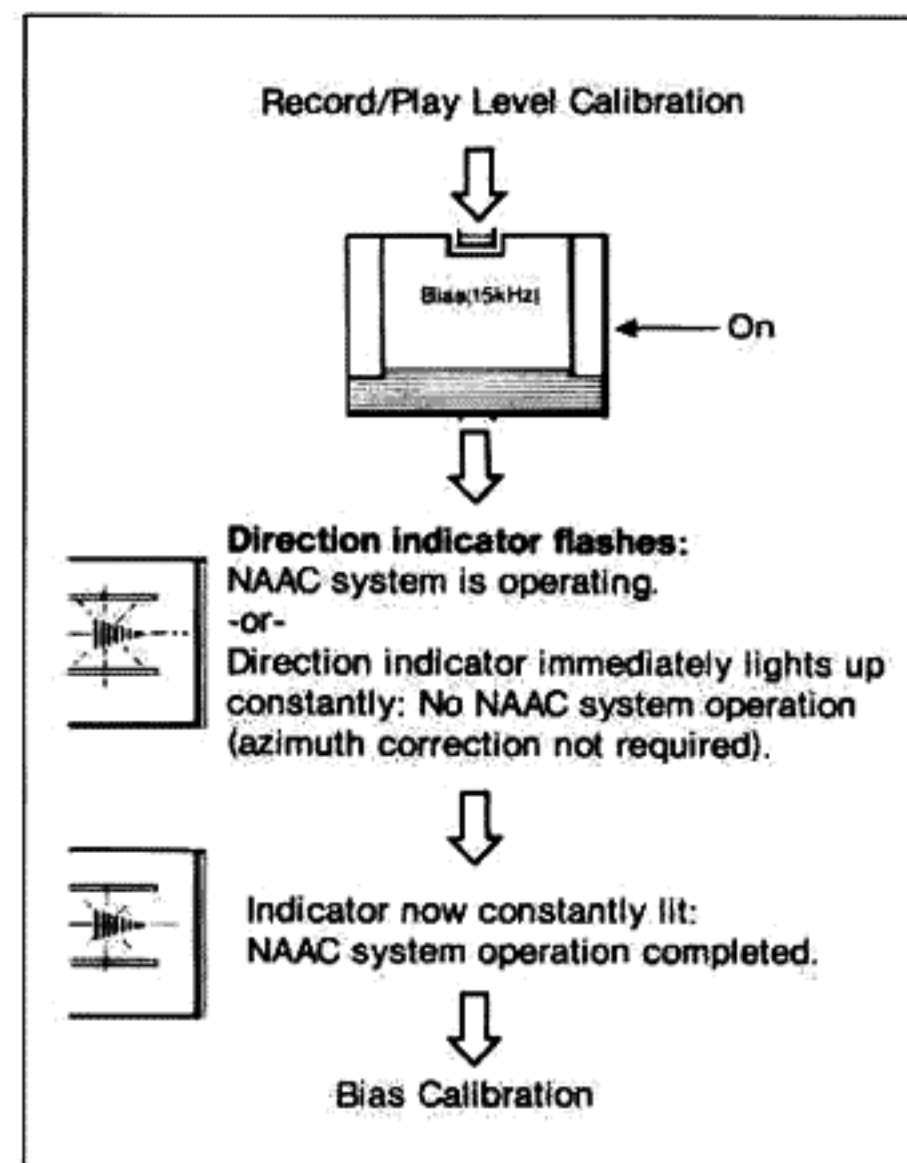 Record/Play Level Calibration
Bias(15kHz)
On
Direction indicator flashes:
NAAC system is operating.
-or-
Direction indicator immediately lights up
constantly: No NAAC system operation
(azimuth correction not required).
Indicator now constantly lit:
NAAC system operation completed.
Bias Calibration